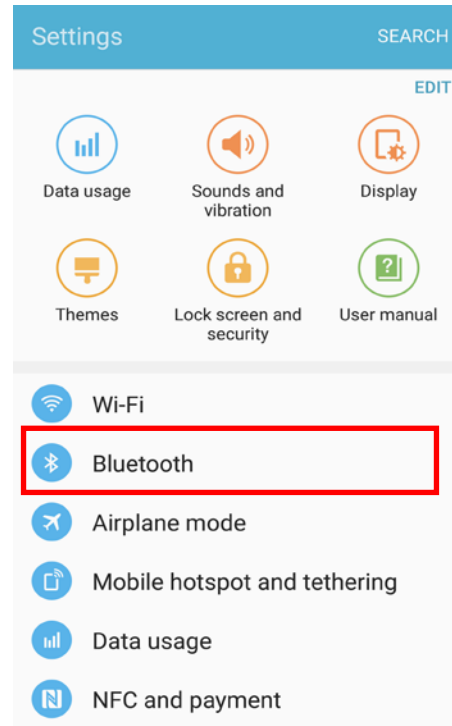 Settings SEARCH
EDIT
Data usage Sounds and vibration Display
Themes Lock screen and security User manual
Wi-Fi
Bluetooth
Airplane mode
Mobile hotspot and tethering
Data usage
NFC and payment